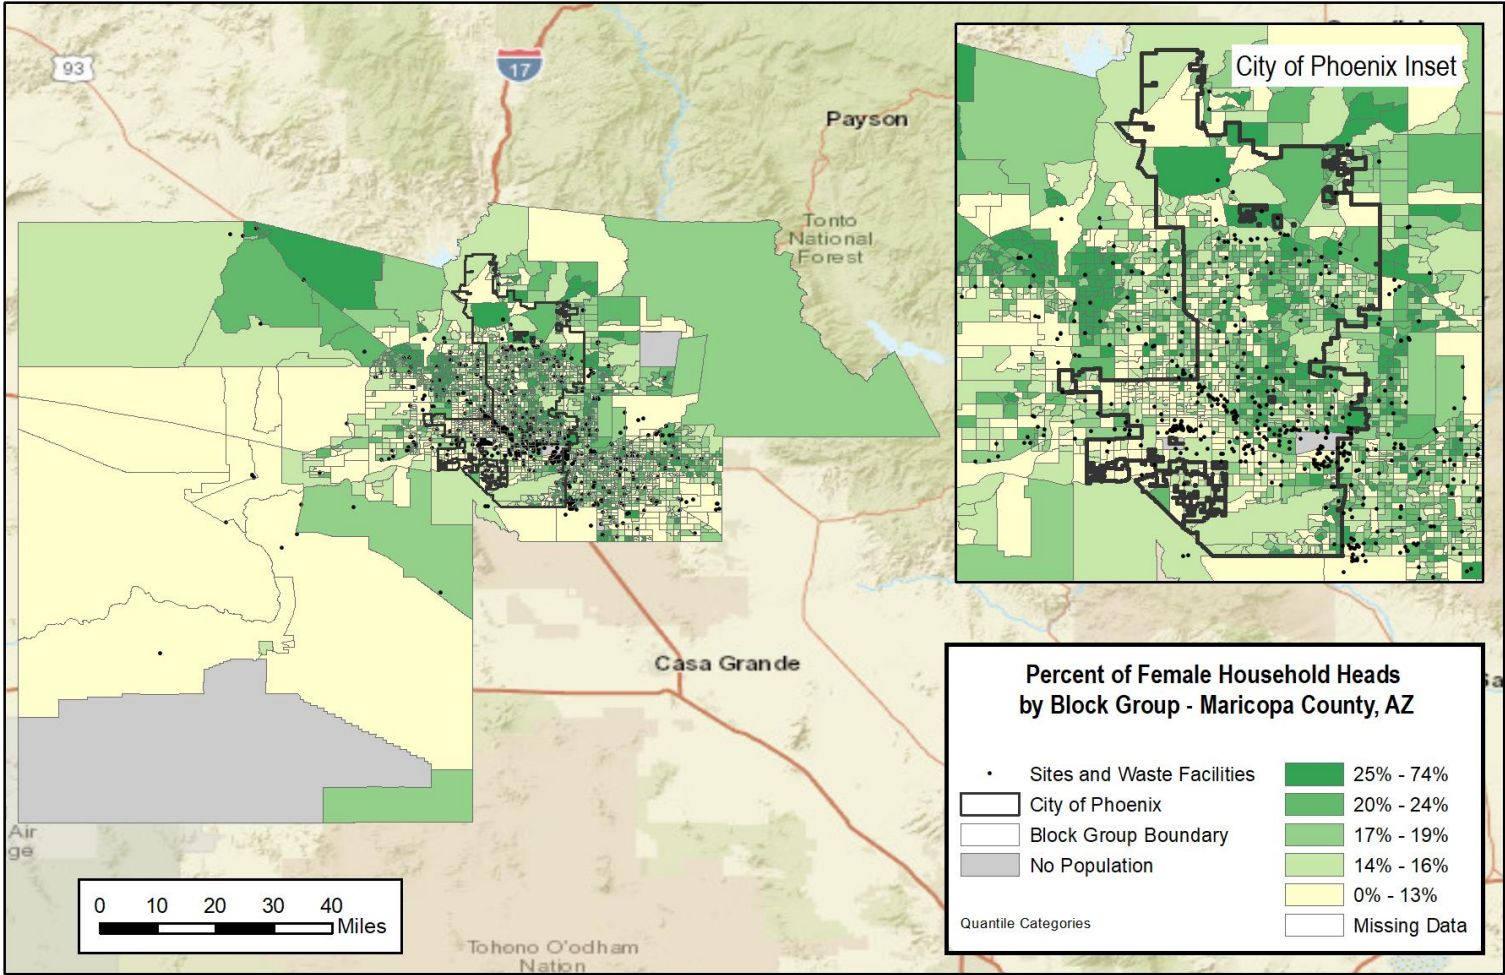 93
17
Payson
Tonto
National
Forest
City of Phoenix Inset
Casa Grande
Air
ge
Tohono O'odham
Nation
0 10 20 30 40
Miles
Percent of Female Household Heads
by Block Group - Maricopa County, AZ
Sites and Waste Facilities
City of Phoenix
Block Group Boundary
No Population
Quantile Categories
25% - 74%
20% - 24%
17% - 19%
14% - 16%
0% - 13%
Missing Data